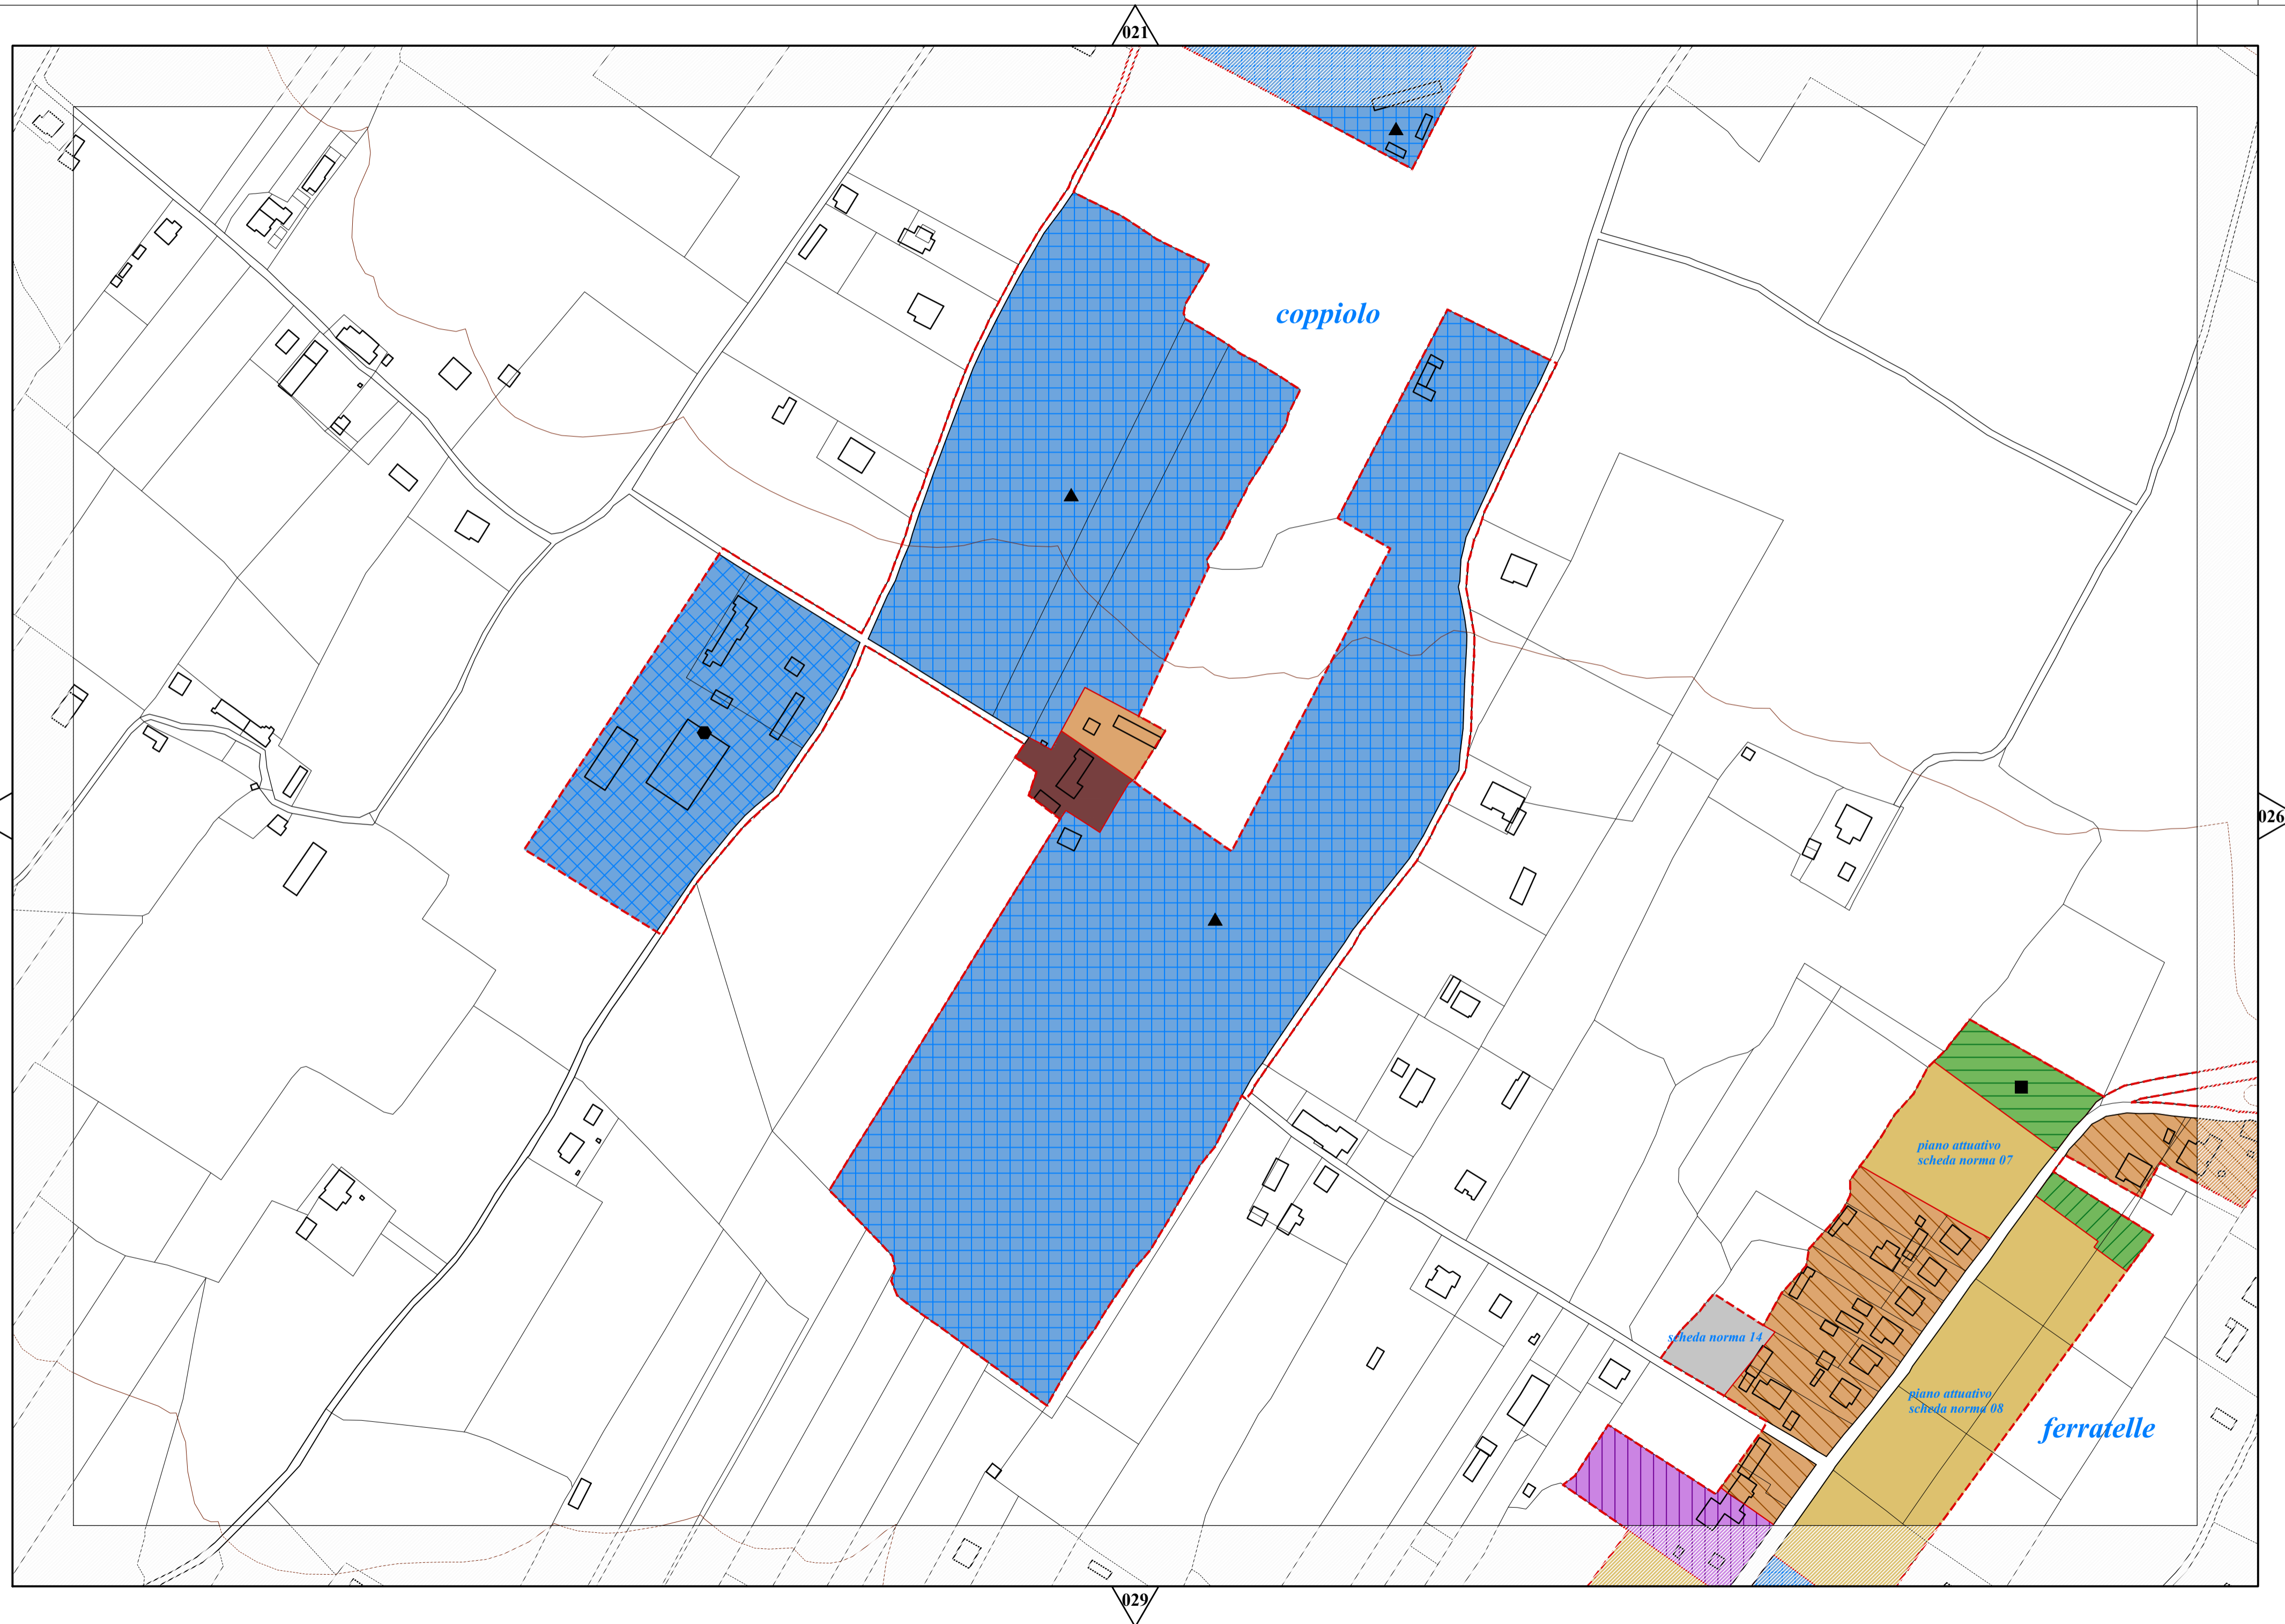 021
coppiolo
026
piano attuativo
scheda norma 07
scheda norma 14
piano attuativo
scheda norma 08
ferratelle
029